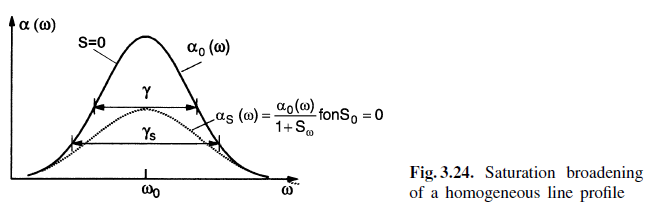 α (ω)
S=0
α₀ (ω)
γ
αs (ω) = α₀(ω) / 1+Sω fonS₀ = 0
γs
ω₀
ω
Fig. 3.24. Saturation broadening
of a homogeneous line profile